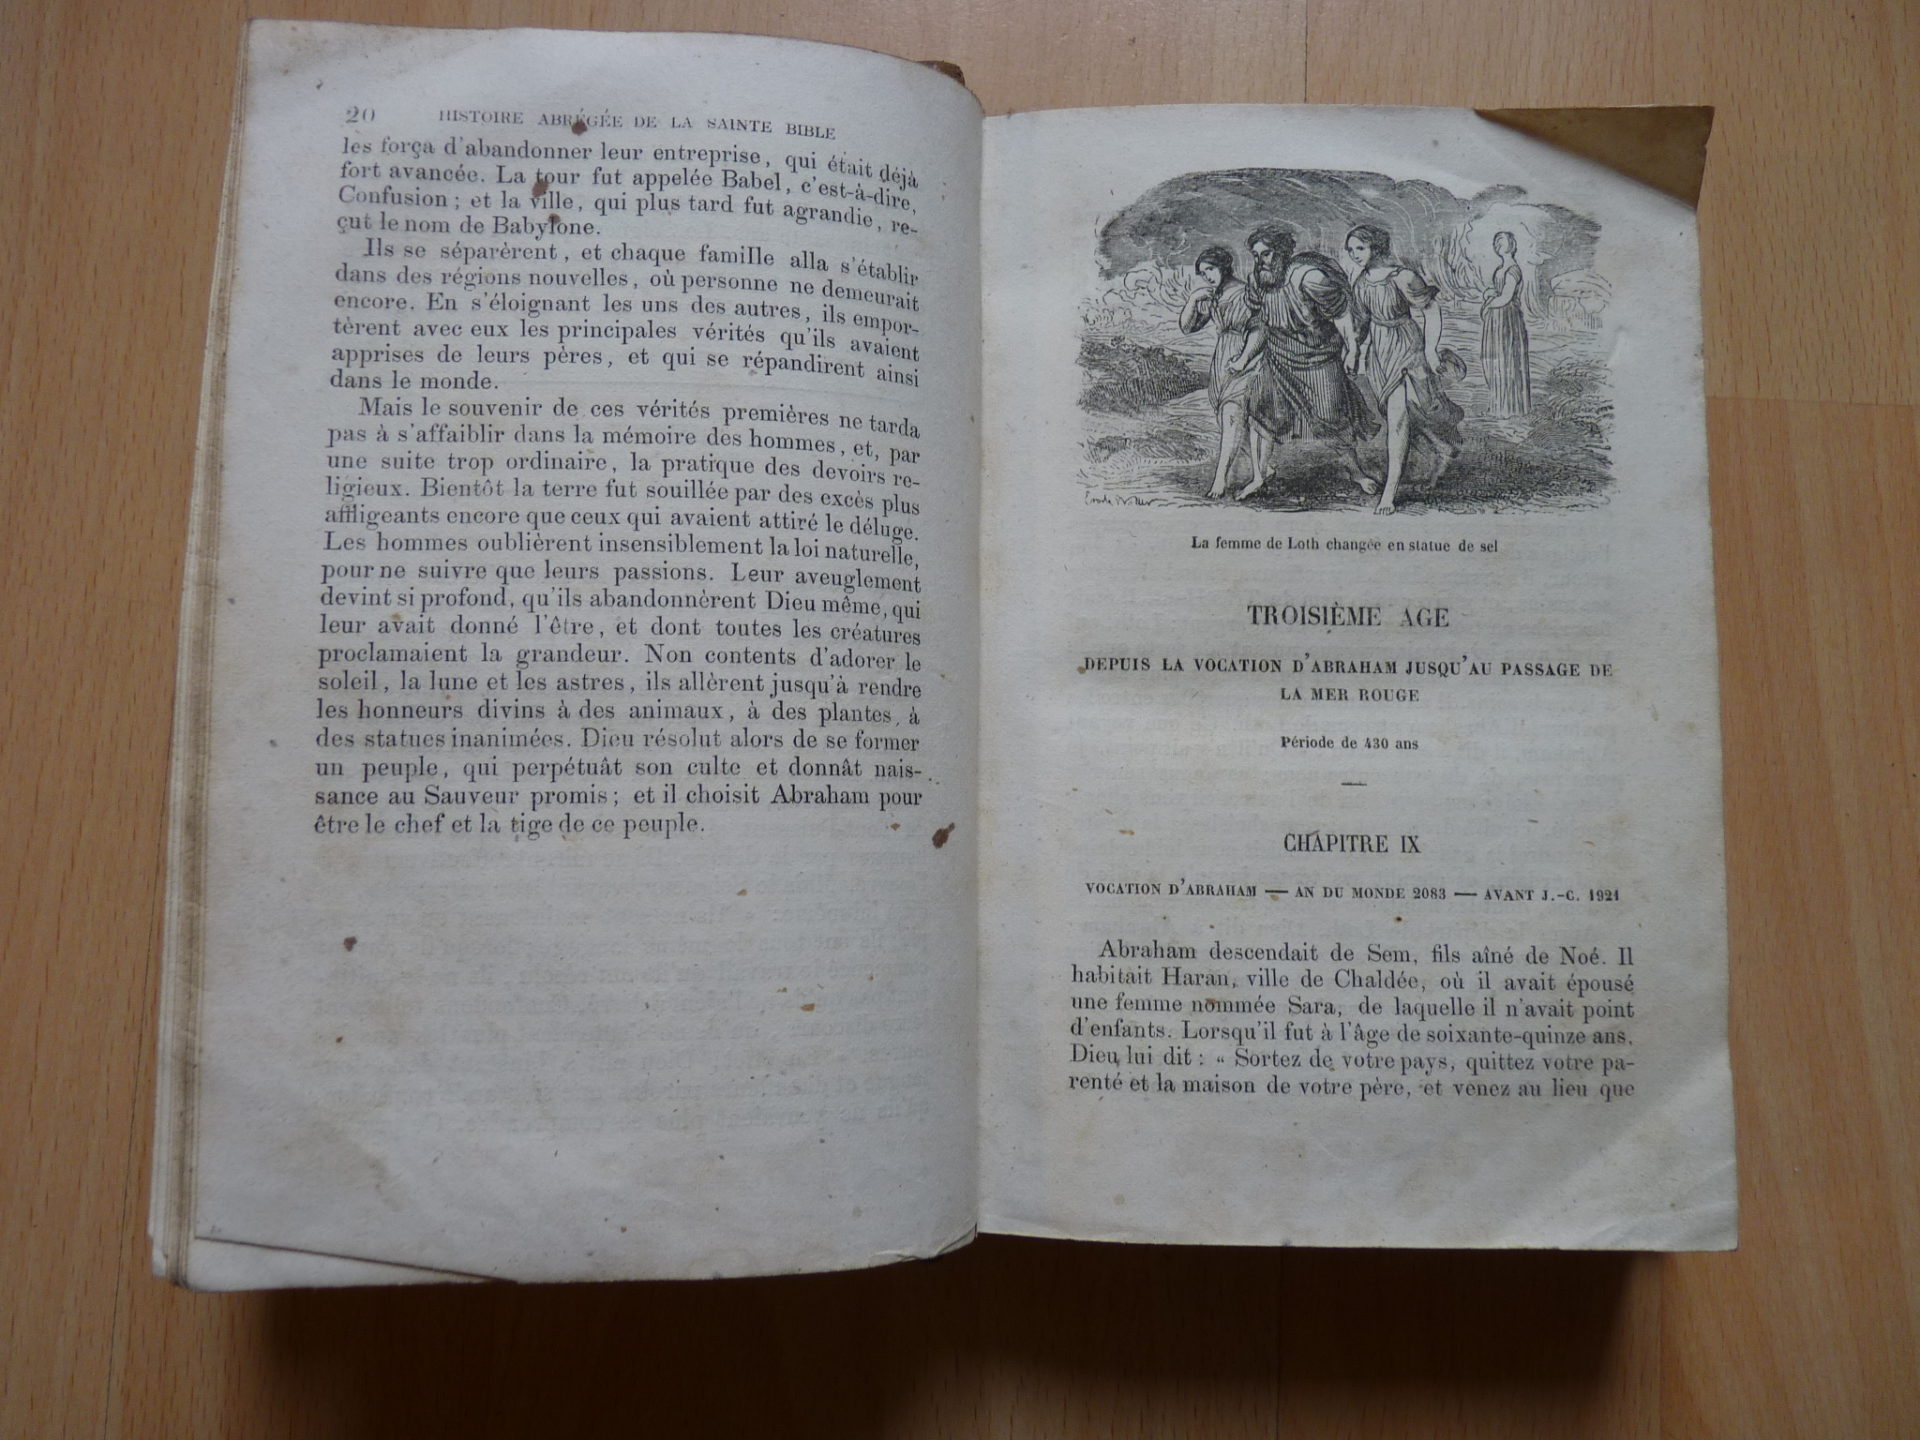 20 HISTOIRE ABRÉGÉE DE LA SAINTE BIBLE
les força d'abandonner leur entreprise, qui était déjà
fort avancée. La tour fut appelée Babel, c'est-à-dire,
Confusion ; et la ville, qui plus tard fut agrandie, re-
çut le nom de Babylone.
Ils se séparèrent, et chaque famille alla s'établir
dans des régions nouvelles, où personne ne demeurait
encore. En s'éloignant les uns des autres, ils empor-
tèrent avec eux les principales vérités qu'ils avaient
apprises de leurs pères, et qui se répandirent ainsi
dans le monde.
Mais le souvenir de ces vérités premières ne tarda
pas à s'affaiblir dans la mémoire des hommes, et, par
une suite trop ordinaire, la pratique des devoirs re-
ligieux. Bientôt la terre fut souillée par des excès plus
affligeants encore que ceux qui avaient attiré le déluge.
Les hommes oublièrent insensiblement la loi naturelle,
pour ne suivre que leurs passions. Leur aveuglement
devint si profond, qu'ils abandonnèrent Dieu même, qui
leur avait donné l'être, et dont toutes les créatures
proclamaient la grandeur. Non contents d'adorer le
soleil, la lune et les astres, ils allèrent jusqu'à rendre
les honneurs divins à des animaux, à des plantes, à
des statues inanimées. Dieu résolut alors de se former
un peuple, qui perpétuât son culte et donnât nais-
sance au Sauveur promis ; et il choisit Abraham pour
être le chef et la tige de ce peuple.
La femme de Loth changée en statue de sel
TROISIÈME AGE
DEPUIS LA VOCATION D'ABRAHAM JUSQU'AU PASSAGE DE
LA MER ROUGE
Période de 430 ans
CHAPITRE IX
VOCATION D'ABRAHAM — AN DU MONDE 2083 — AVANT J.-C. 1921
Abraham descendait de Sem, fils aîné de Noé. Il
habitait Haran, ville de Chaldée, où il avait épousé
une femme nommée Sara, de laquelle il n'avait point
d'enfants. Lorsqu'il fut à l'âge de soixante-quinze ans,
Dieu lui dit : « Sortez de votre pays, quittez votre pa-
renté et la maison de votre père, et venez au lieu que